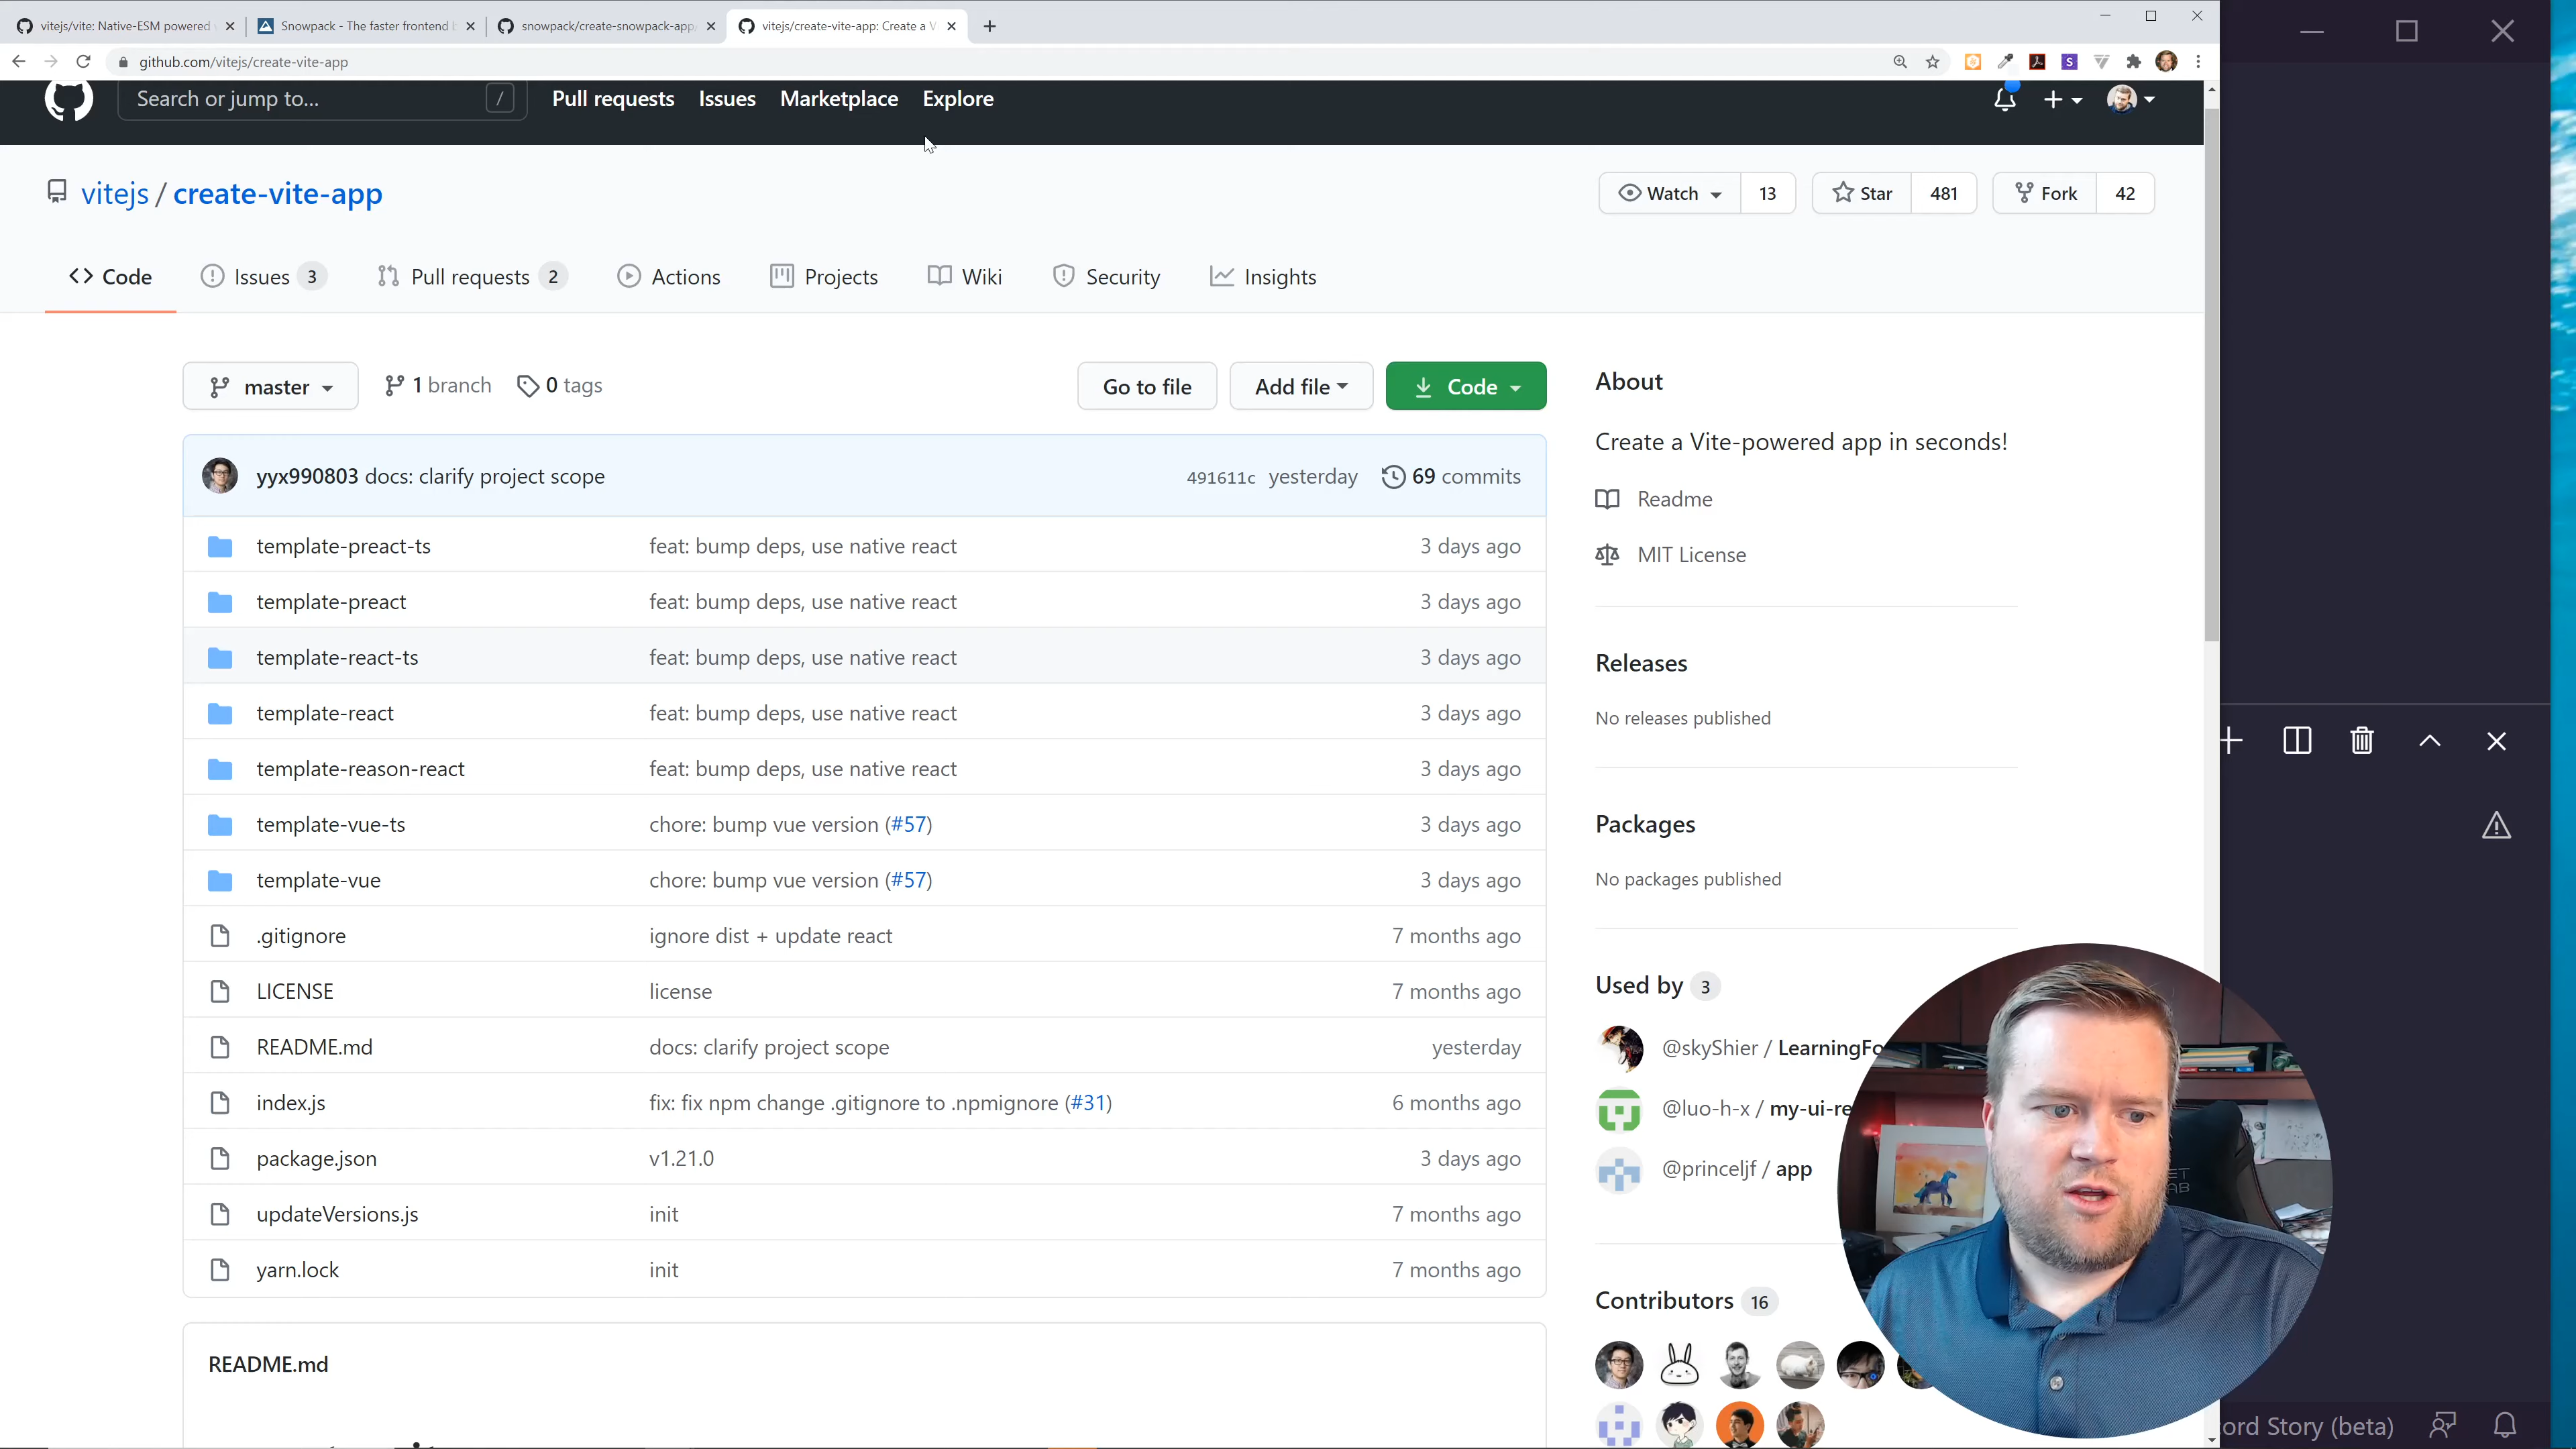 vitejs/vite: Native-ESM powered
Snowpack - The faster frontend b
snowpack/create-snowpack-app
vitejs/create-vite-app: Create a V
github.com/vitejs/create-vite-app
Search or jump to...
/
Pull requests
Issues
Marketplace
Explore
vitejs / create-vite-app
Watch 13
Star 481
Fork 42
Code
Issues 3
Pull requests 2
Actions
Projects
Wiki
Security
Insights
master
1 branch
0 tags
Go to file
Add file
Code
yyx990803 docs: clarify project scope 491611c yesterday 69 commits
template-preact-ts feat: bump deps, use native react 3 days ago
template-preact feat: bump deps, use native react 3 days ago
template-react-ts feat: bump deps, use native react 3 days ago
template-react feat: bump deps, use native react 3 days ago
template-reason-react feat: bump deps, use native react 3 days ago
template-vue-ts chore: bump vue version (#57) 3 days ago
template-vue chore: bump vue version (#57) 3 days ago
.gitignore ignore dist + update react 7 months ago
LICENSE license 7 months ago
README.md docs: clarify project scope yesterday
index.js fix: fix npm change .gitignore to .npmignore (#31) 6 months ago
package.json v1.21.0 3 days ago
updateVersions.js init 7 months ago
yarn.lock init 7 months ago
README.md
About
Create a Vite-powered app in seconds!
Readme
MIT License
Releases
No releases published
Packages
No packages published
Used by 3
@skyShier / LearningFo
@luo-h-x / my-ui-re
@princeljf / app
Contributors 16
cord Story (beta)